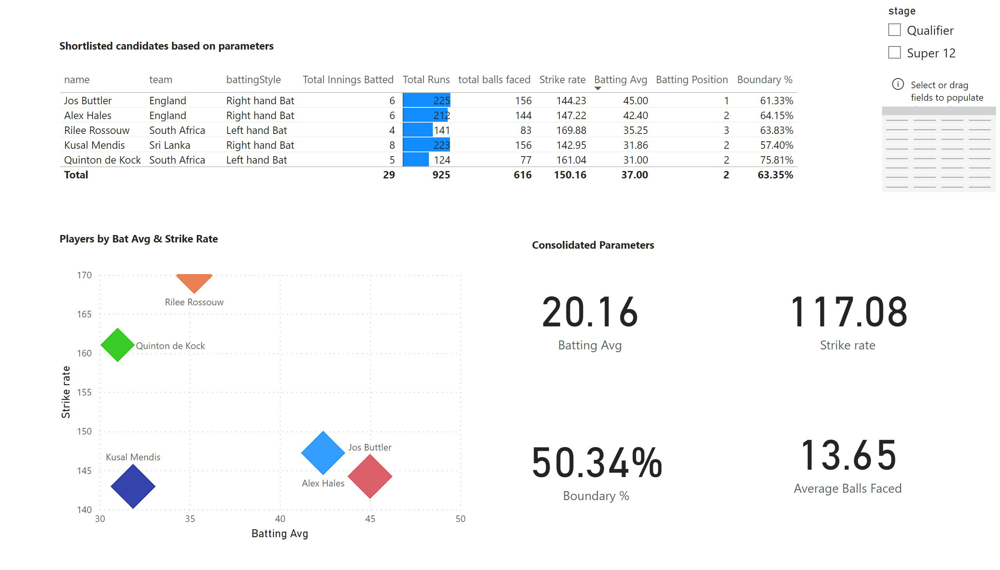 stage
Qualifier
Super 12
Select or drag
fields to populate
Shortlisted candidates based on parameters
name team battingStyle Total Innings Batted Total Runs total balls faced Strike rate Batting Avg Batting Position Boundary %
Jos Buttler England Right hand Bat 6 225 156 144.23 45.00 1 61.33%
Alex Hales England Right hand Bat 6 212 144 147.22 42.40 2 64.15%
Rilee Rossouw South Africa Left hand Bat 4 141 83 169.88 35.25 3 63.83%
Kusal Mendis Sri Lanka Right hand Bat 8 223 156 142.95 31.86 2 57.40%
Quinton de Kock South Africa Left hand Bat 5 124 77 161.04 31.00 2 75.81%
Total 29 925 616 150.16 37.00 2 63.35%
Players by Bat Avg & Strike Rate
170
165
160
155
150
145
140
Strike rate
Rilee Rossouw
Quinton de Kock
Jos Buttler
Kusal Mendis
Alex Hales
30 35 40 45 50
Batting Avg
Consolidated Parameters
20.16
Batting Avg
117.08
Strike rate
50.34%
Boundary %
13.65
Average Balls Faced